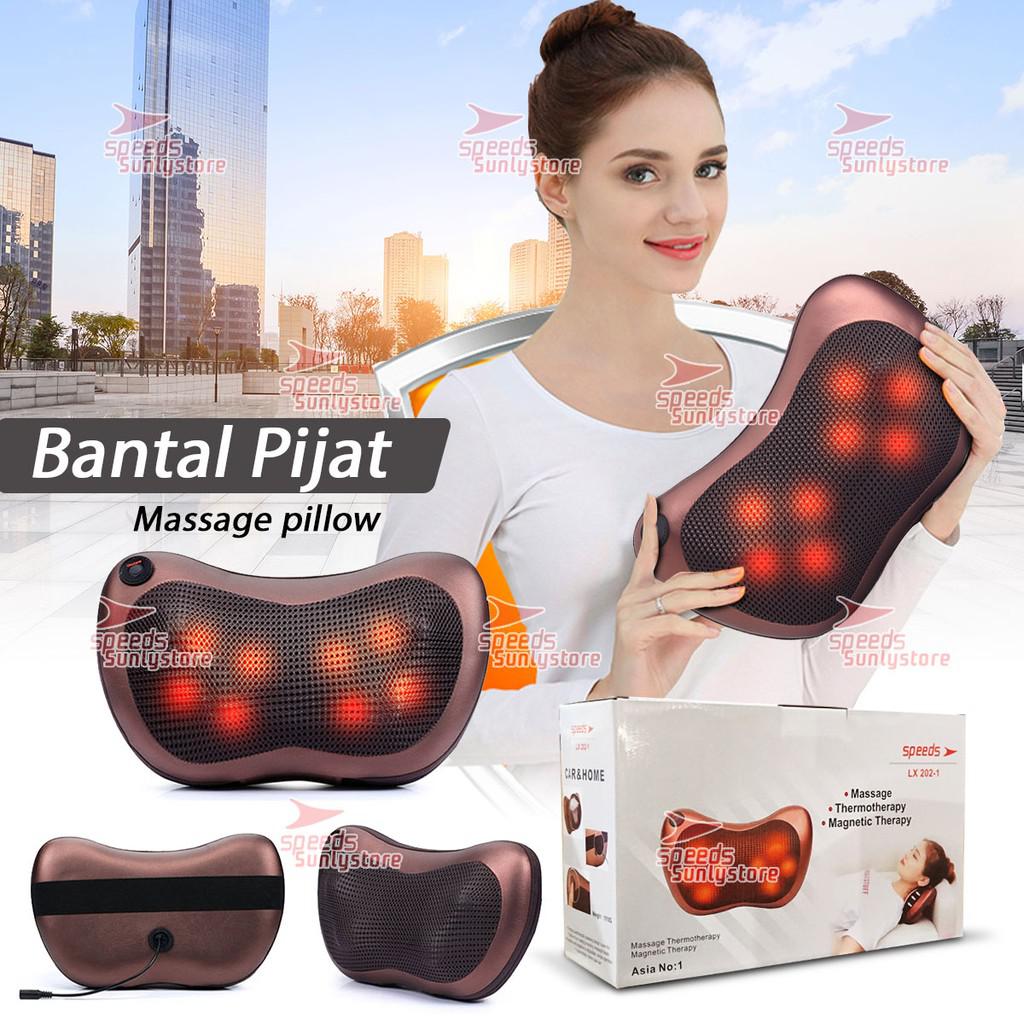 speeds
Sunlystore
speeds
Sunlystore
speeds
Sunlystore
speeds
Sunlystore
speeds
Sunlystore
Bantal Pijat
Massage pillow
speeds
Sunlystore
speeds
Sunlystore
speeds
Sunlystore
speeds
LX 202-1
CAR&HOME
speeds
LX 202-1
• Massage
• Thermotherapy
• Magnetic Therapy
speeds
Sunlystore
speeds
Sunlystore
Massage Thermotherapy
Magnetic Therapy
Asia No:1